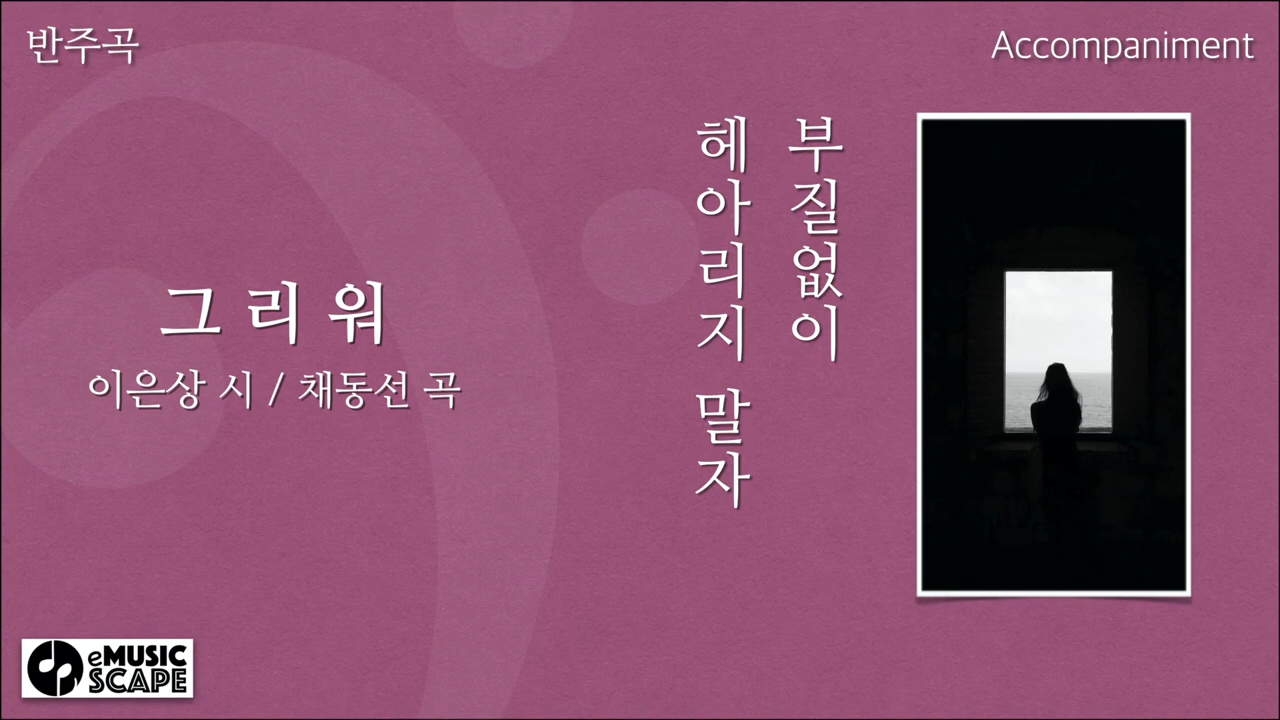 반주곡
Accompaniment
그리워
이은상 시 / 채동선 곡
부질없이
헤아리지 말자
eMUSIC
SCAPE